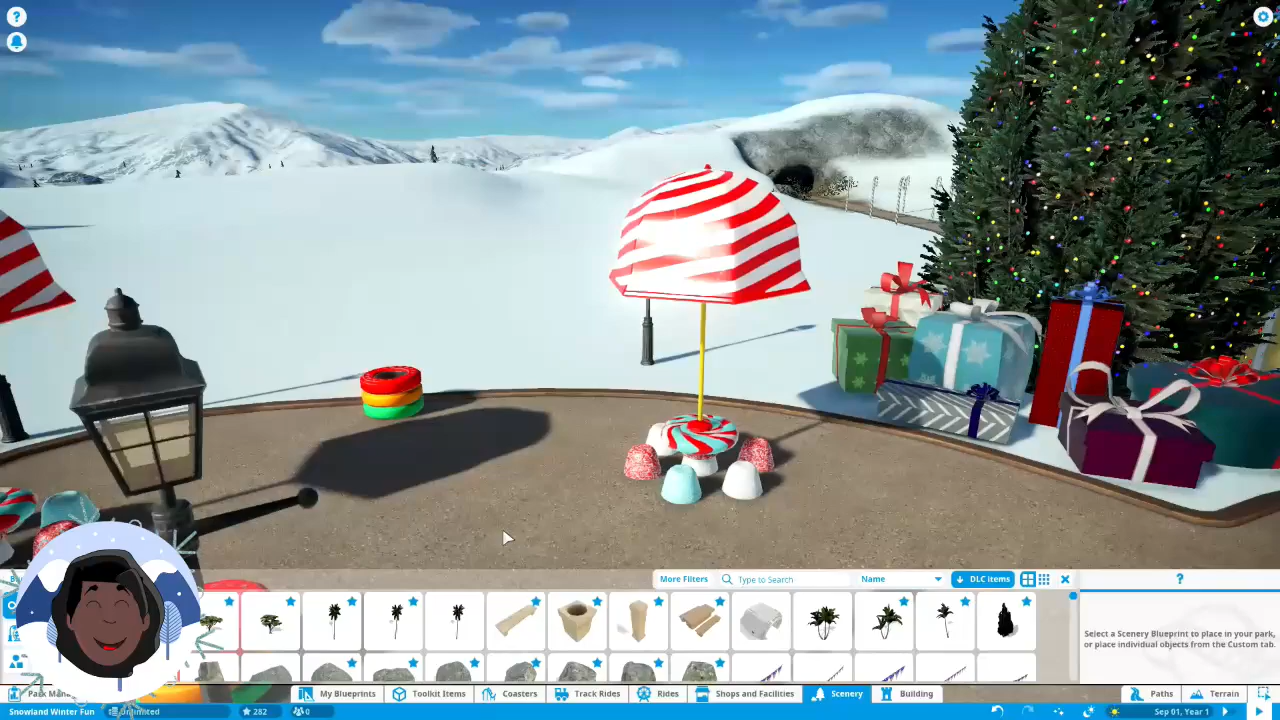 ?
More Filters
Type to Search
Name
DLC Items
?
Select a Scenery Blueprint to place in your park,
or place individual objects from the Custom tab.
My Blueprints
Toolkit Items
Coasters
Track Rides
Rides
Shops and Facilities
Scenery
Building
Paths
Terrain
Snowland Winter Fun
Unlimited
282
0
Sep 01, Year 1